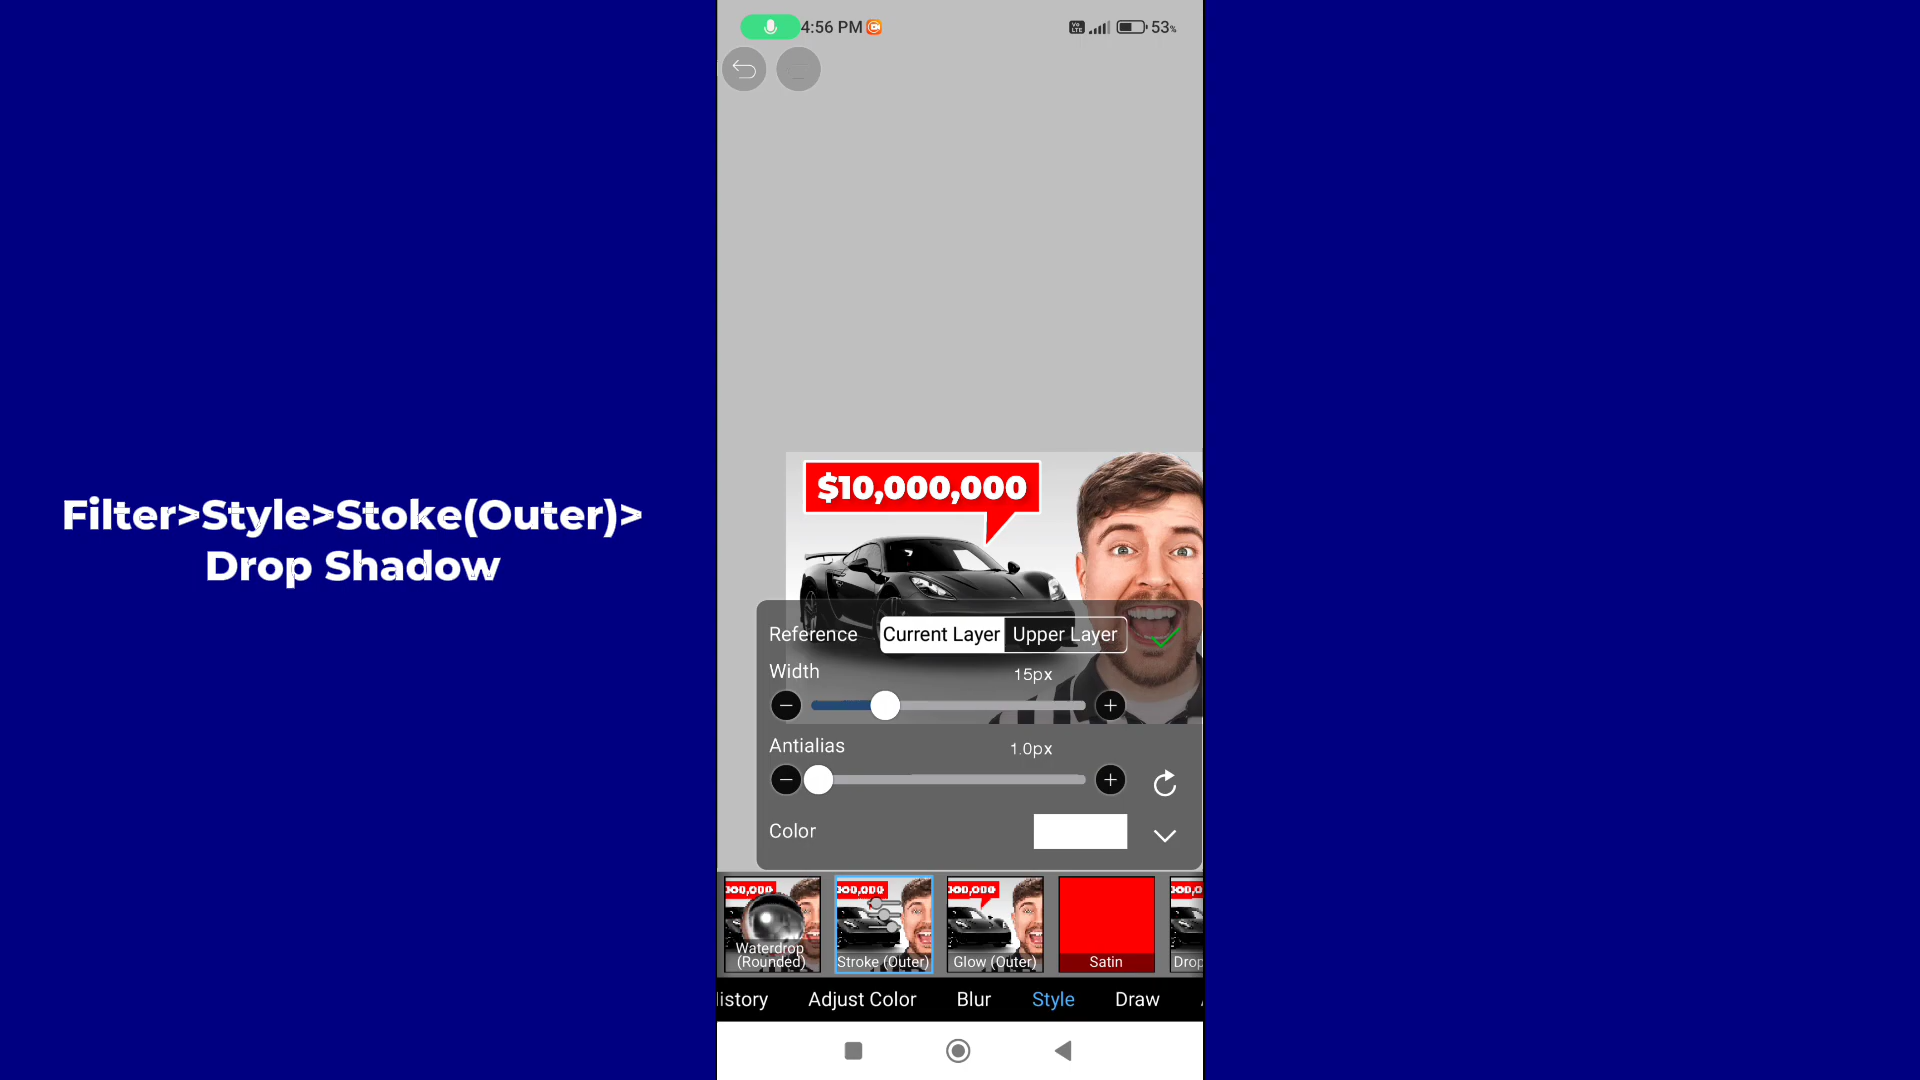 4:56 PM
Vo LTE
53%
Filter>Style>Stoke(Outer)>
Drop Shadow
$10,000,000
Reference Current Layer Upper Layer
Width 15px
Antialias 1.0px
Color
Waterdrop
(Rounded)
Stroke (Outer)
Glow (Outer)
Satin
Drop
istory Adjust Color Blur Style Draw